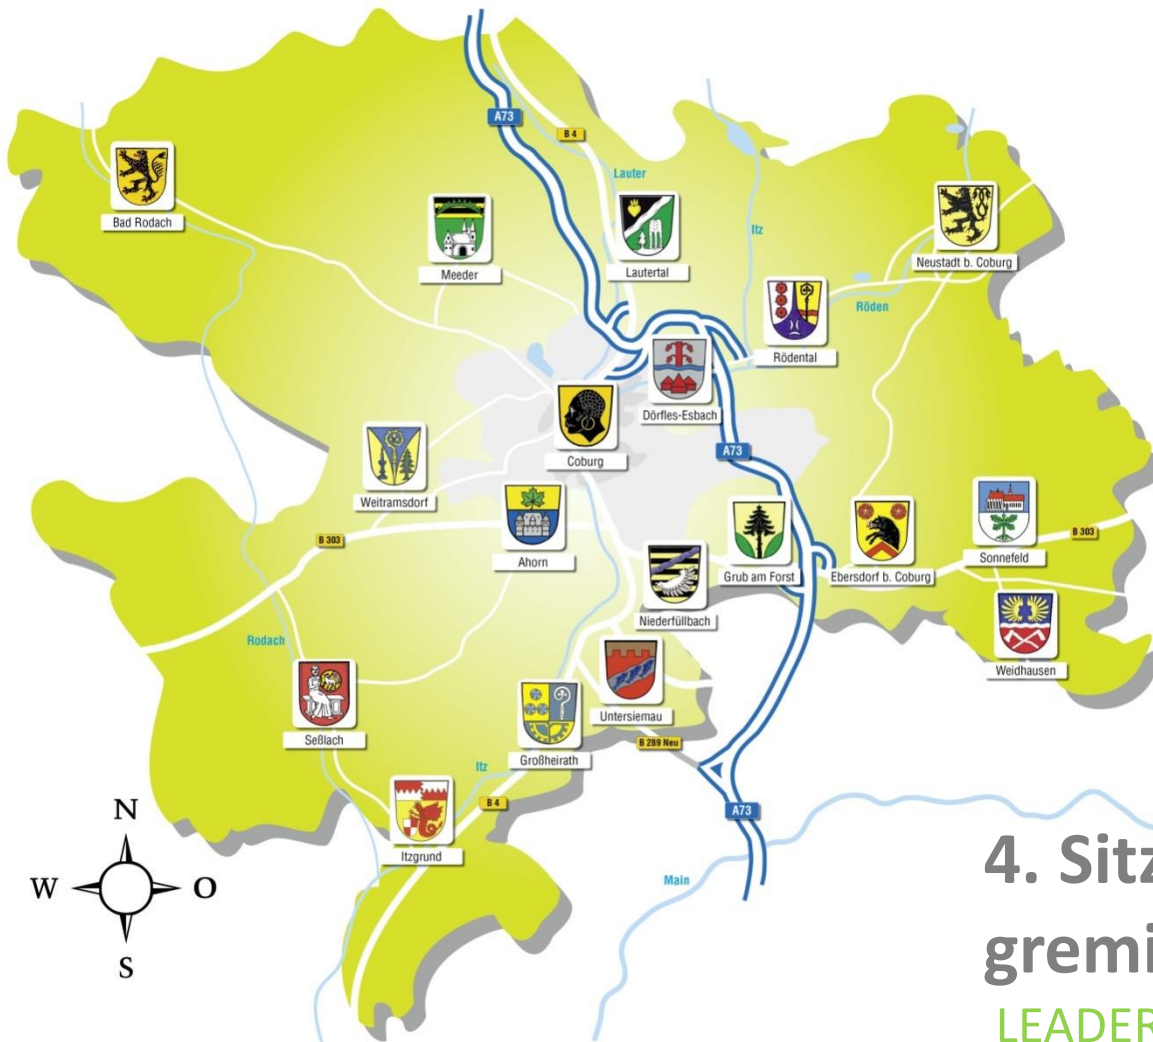 A73
B 4
Lauter
Bad Rodach
Meeder
Lautertal
Itz
Neustadt b. Coburg
Röden
Rödental
Dörfles-Esbach
Coburg
A73
Weitramsdorf
B 303
Ahorn
Grub am Forst
Ebersdorf b. Coburg
Sonnefeld
B 303
Niederfüllbach
Rodach
Weidhausen
Untersiemau
Seßlach
B 289 Neu
Großheirath
Itz
B 4
A73
Itzgrund
N
W
O
S
Main
4. Sitz
gremi
LEADER